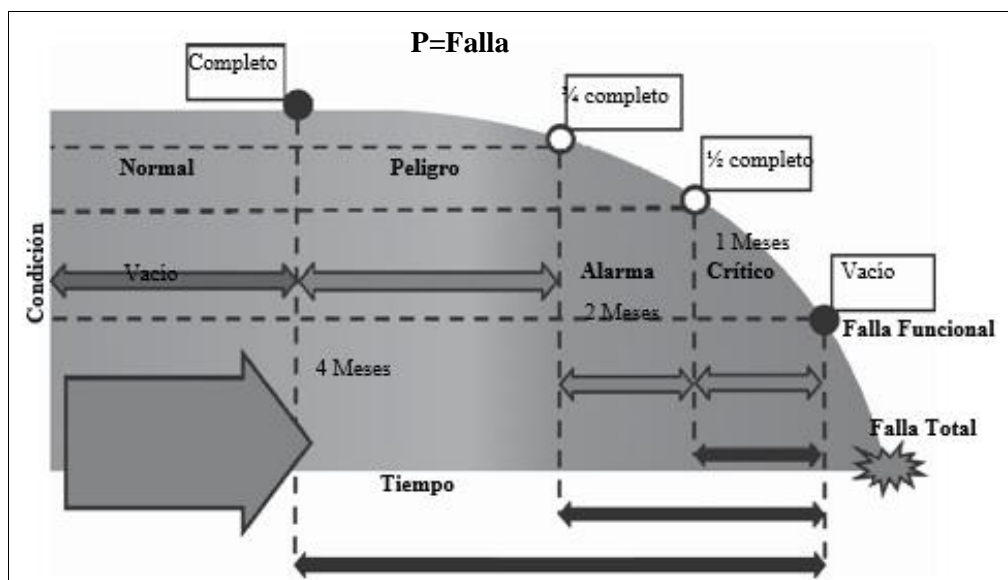 P=Falla
Completo
¾ completo
½ completo
Normal
Peligro
1 Meses
Condición
Vacío
Alarma
Crítico
Vacío
2 Meses
Falla Funcional
4 Meses
Falla Total
Tiempo